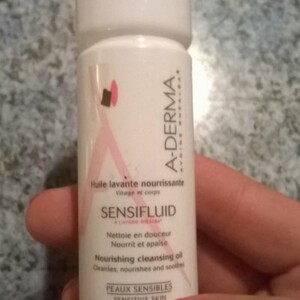 A-DERMA
Huile lavante nourrissante
Visage et corps
SENSIFLUID
Nettoie en douceur
Nourrit et apaise
Nourishing cleansing oil
Cleanses, nourishes and soothes
PEAUX SENSIBLES
SENSITIVE SKIN